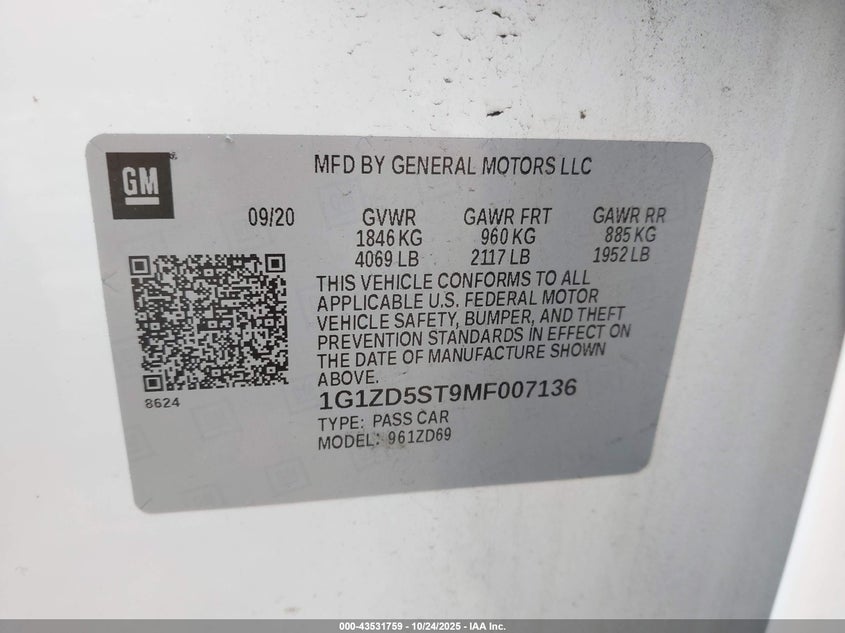 GM
MFD BY GENERAL MOTORS LLC
09/20 GVWR GAWR FRT GAWR RR
1846 KG 960 KG 885 KG
4069 LB 2117 LB 1952 LB
THIS VEHICLE CONFORMS TO ALL
APPLICABLE U.S. FEDERAL MOTOR
VEHICLE SAFETY, BUMPER, AND THEFT
PREVENTION STANDARDS IN EFFECT ON
THE DATE OF MANUFACTURE SHOWN
ABOVE.
8624
1G1ZD5ST9MF007136
TYPE: PASS CAR
MODEL: 961ZD69
000-43531759 - 10/24/2025 - IAA Inc.